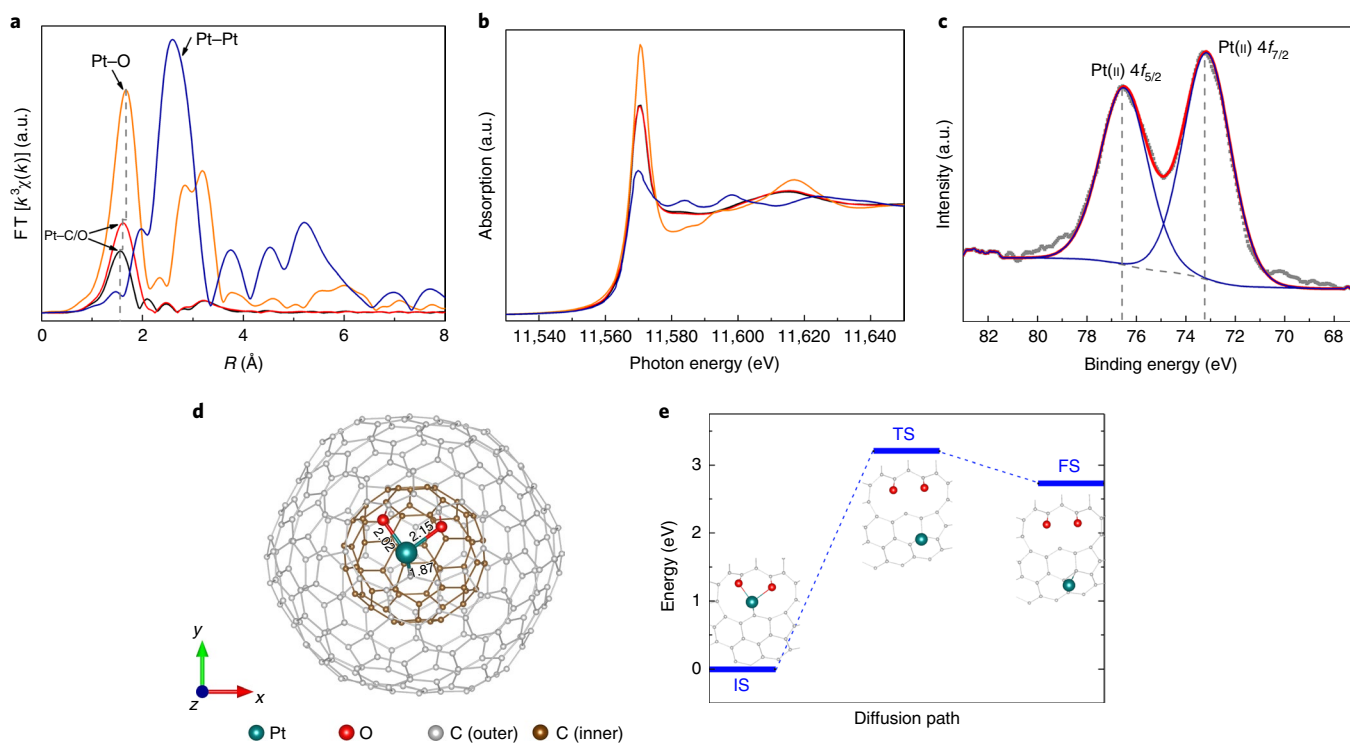 a
Pt–Pt
Pt–O
Pt–C/O
FT [k³χ(k)] (a.u.)
0 2 4 6 8
R (Å)
b
Absorption (a.u.)
11,540 11,560 11,580 11,600 11,620 11,640
Photon energy (eV)
c
Pt(II) 4f7/2
Pt(II) 4f5/2
Intensity (a.u.)
82 80 78 76 74 72 70 68
Binding energy (eV)
d
2.02
2.15
1.87
y
z
x
Pt O C (outer) C (inner)
e
TS
FS
IS
3
2
1
0
Energy (eV)
Diffusion path